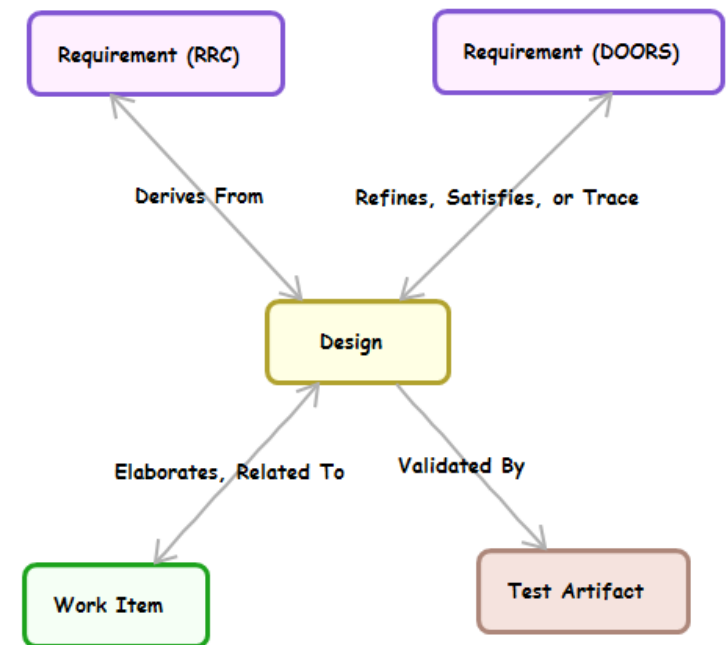 Requirement (RRC)
Requirement (DOORS)
Derives From
Refines, Satisfies, or Trace
Design
Elaborates, Related To
Validated By
Work Item
Test Artifact